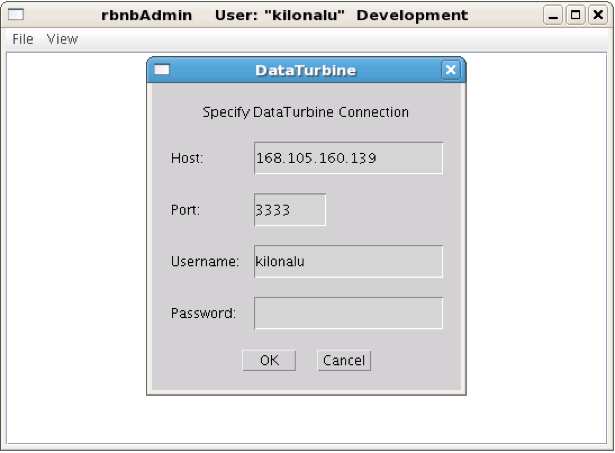 rbnbAdmin User: "kilonalu" Development
File View
DataTurbine
Specify DataTurbine Connection
Host: 168.105.160.139
Port: 3333
Username: kilonalu
Password:
OK Cancel